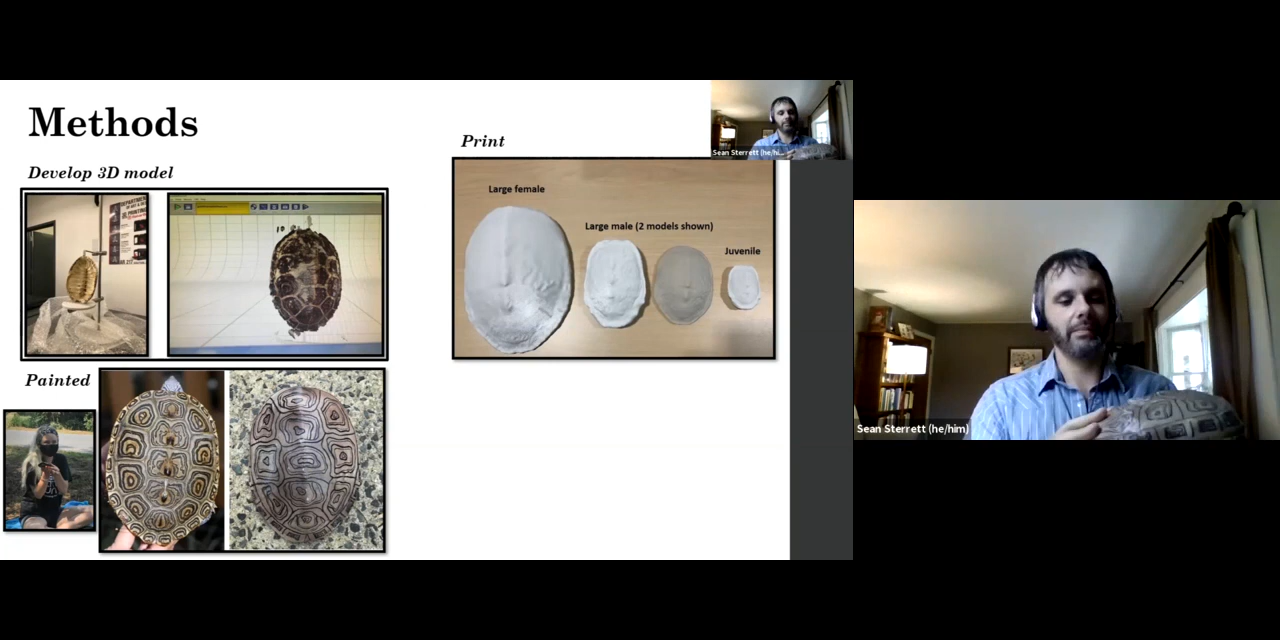 Methods
Develop 3D model
Print
Sean Sterrett (he/hi...
Large female
Large male (2 models shown)
Juvenile
Painted
Sean Sterrett (he/him)